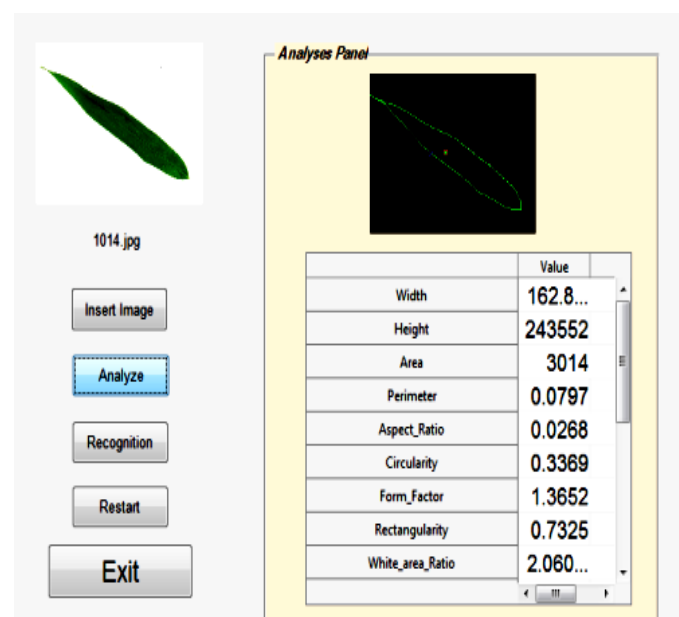 Analyses Panel
1014.jpg
Insert Image
Analyze
Recognition
Restart
Exit
Value
Width 162.8...
Height 243552
Area 3014
Perimeter 0.0797
Aspect_Ratio 0.0268
Circularity 0.3369
Form_Factor 1.3652
Rectangularity 0.7325
White_area_Ratio 2.060...